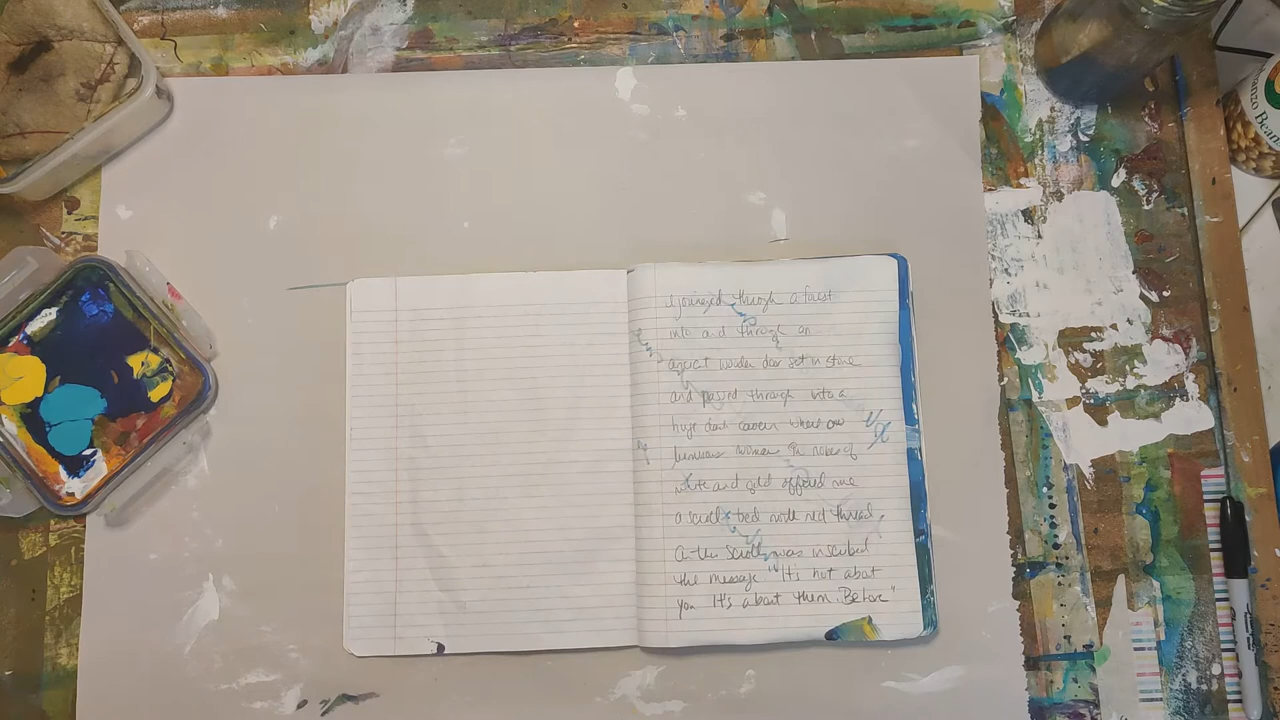 I journeyed through a forest
into and through an
ancient wooden door set in stone
and passed through into a
huge dark cavern where a
luminous woman in robes of
white and gold offered me
a scroll tied with red thread.
On the scroll was inscribed
the message "It's not about
you It's about them. Believe"
Bean